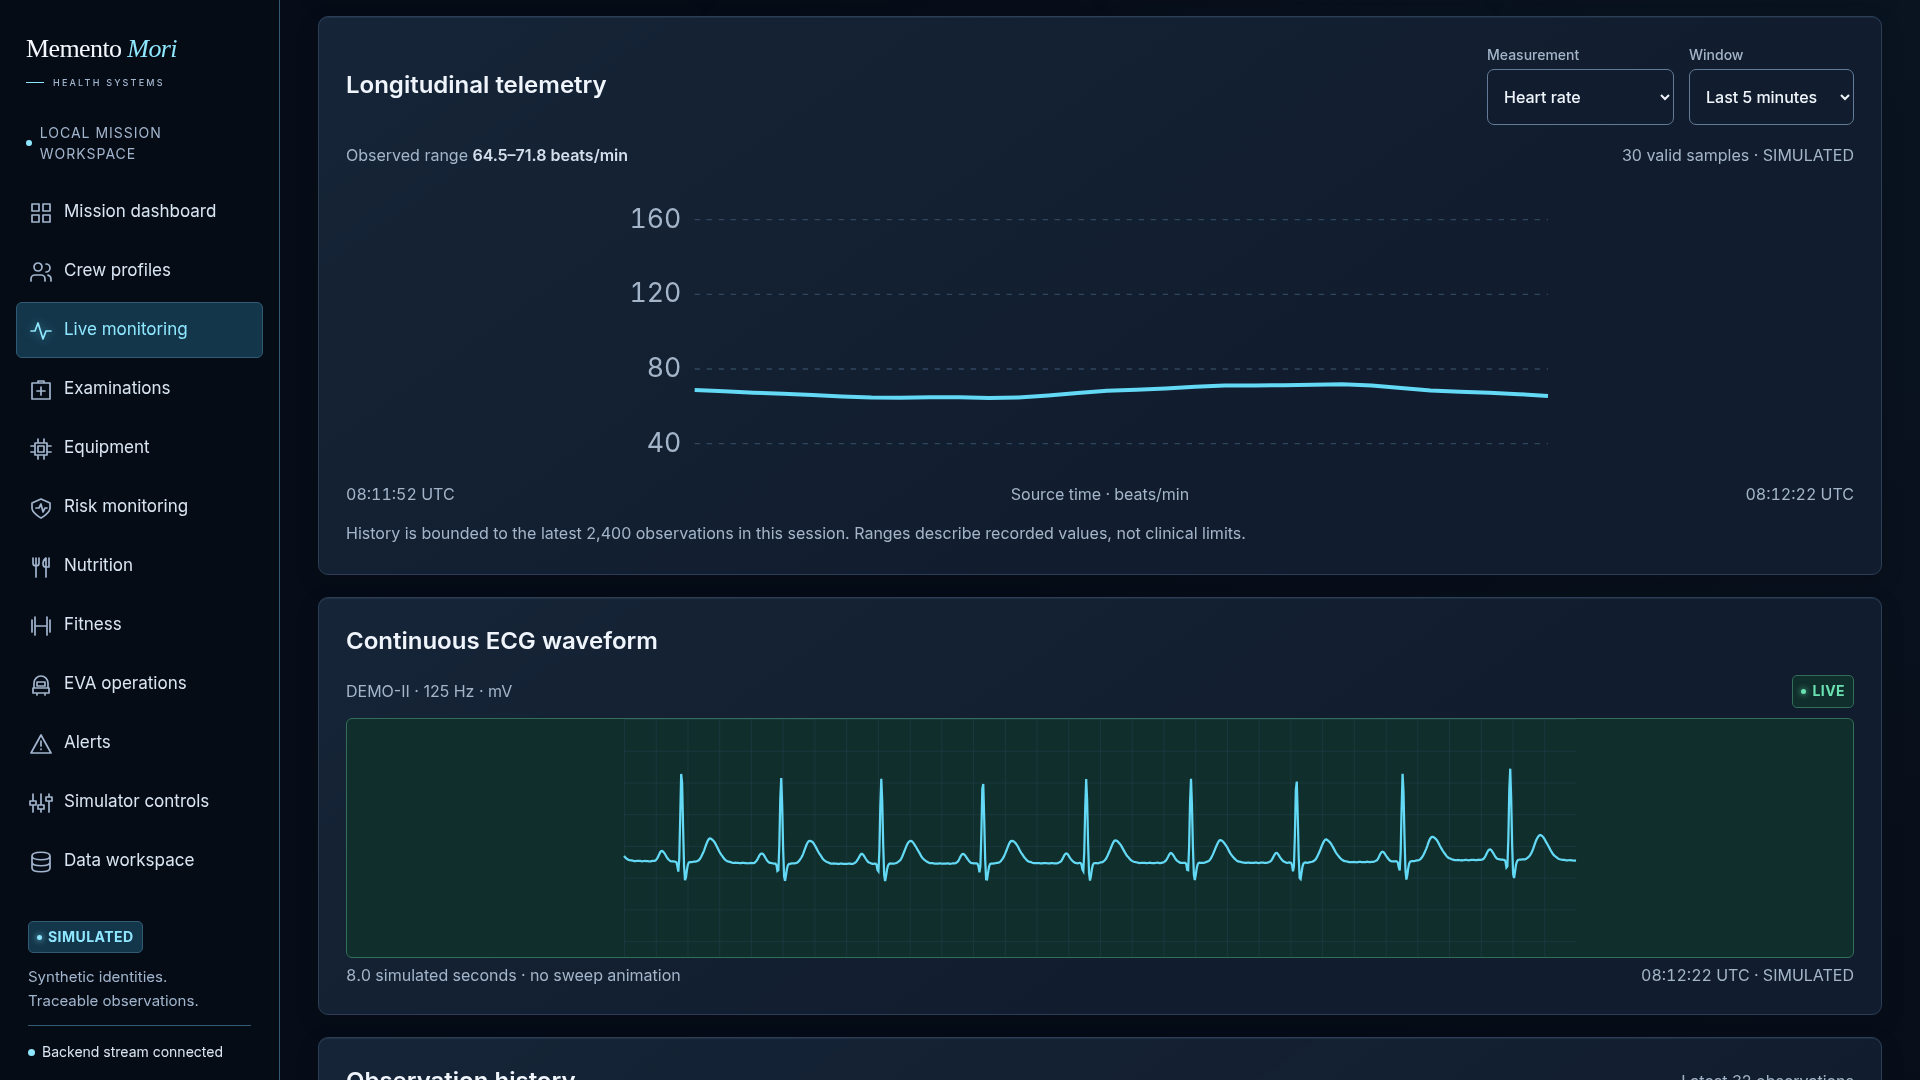 Memento Mori
HEALTH SYSTEMS
LOCAL MISSION
WORKSPACE
Mission dashboard
Crew profiles
Live monitoring
Examinations
Equipment
Risk monitoring
Nutrition
Fitness
EVA operations
Alerts
Simulator controls
Data workspace
SIMULATED
Synthetic identities.
Traceable observations.
Backend stream connected
Longitudinal telemetry
Measurement
Heart rate
Window
Last 5 minutes
Observed range 64.5–71.8 beats/min
30 valid samples · SIMULATED
160
120
80
40
08:11:52 UTC
Source time · beats/min
08:12:22 UTC
History is bounded to the latest 2,400 observations in this session. Ranges describe recorded values, not clinical limits.
Continuous ECG waveform
DEMO-II · 125 Hz · mV
LIVE
8.0 simulated seconds · no sweep animation
08:12:22 UTC · SIMULATED
Observation history
Latest 32 observations